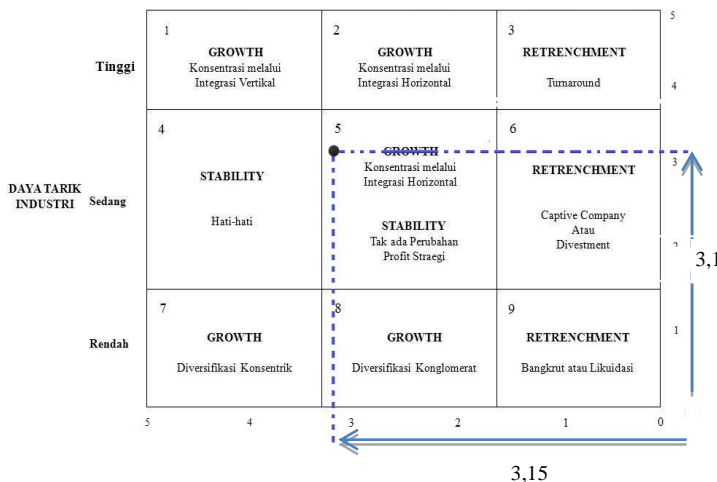 5
1
2
3
GROWTH
Konsentrasi melalui
Integrasi Vertikal
GROWTH
Konsentrasi melalui
Integrasi Horizontal
RETRENCHMENT
Turnaround
Tinggi
4
4
5
6
GROWTH
Konsentrasi melalui
Integrasi Horizontal
3
DAYA TARIK
INDUSTRI
Sedang
STABILITY
Hati-hati
STABILITY
Tak ada Perubahan
Profit Straegi
RETRENCHMENT
Captive Company
Atau
Divestment
2
3,1
7
8
9
Rendah
GROWTH
Diversifikasi Konsentrik
GROWTH
Diversifikasi Konglomerat
RETRENCHMENT
Bangkrut atau Likuidasi
1
5 4 3 2 1 0
3,15